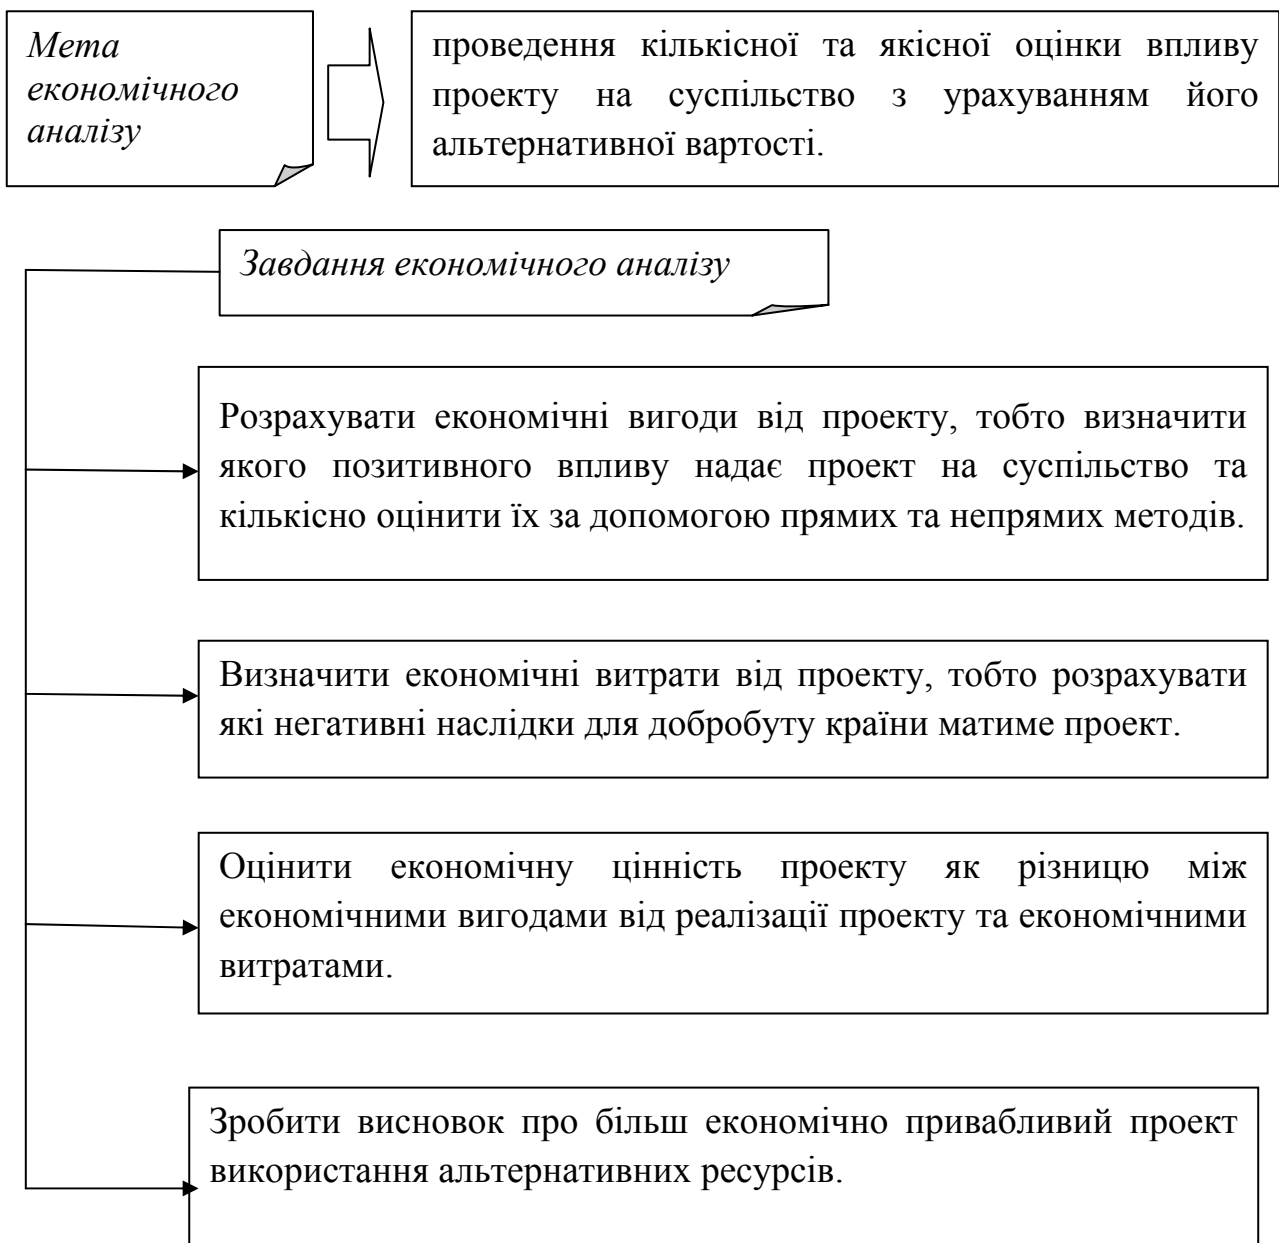 Мета
економічного
аналізу
проведення кількісної та якісної оцінки впливу
проекту на суспільство з урахуванням його
альтернативної вартості.
Завдання економічного аналізу
Розрахувати економічні вигоди від проекту, тобто визначити
якого позитивного впливу надає проект на суспільство та
кількісно оцінити їх за допомогою прямих та непрямих методів.
Визначити економічні витрати від проекту, тобто розрахувати
які негативні наслідки для добробуту країни матиме проект.
Оцінити економічну цінність проекту як різницю між
економічними вигодами від реалізації проекту та економічними
витратами.
Зробити висновок про більш економічно привабливий проект
використання альтернативних ресурсів.